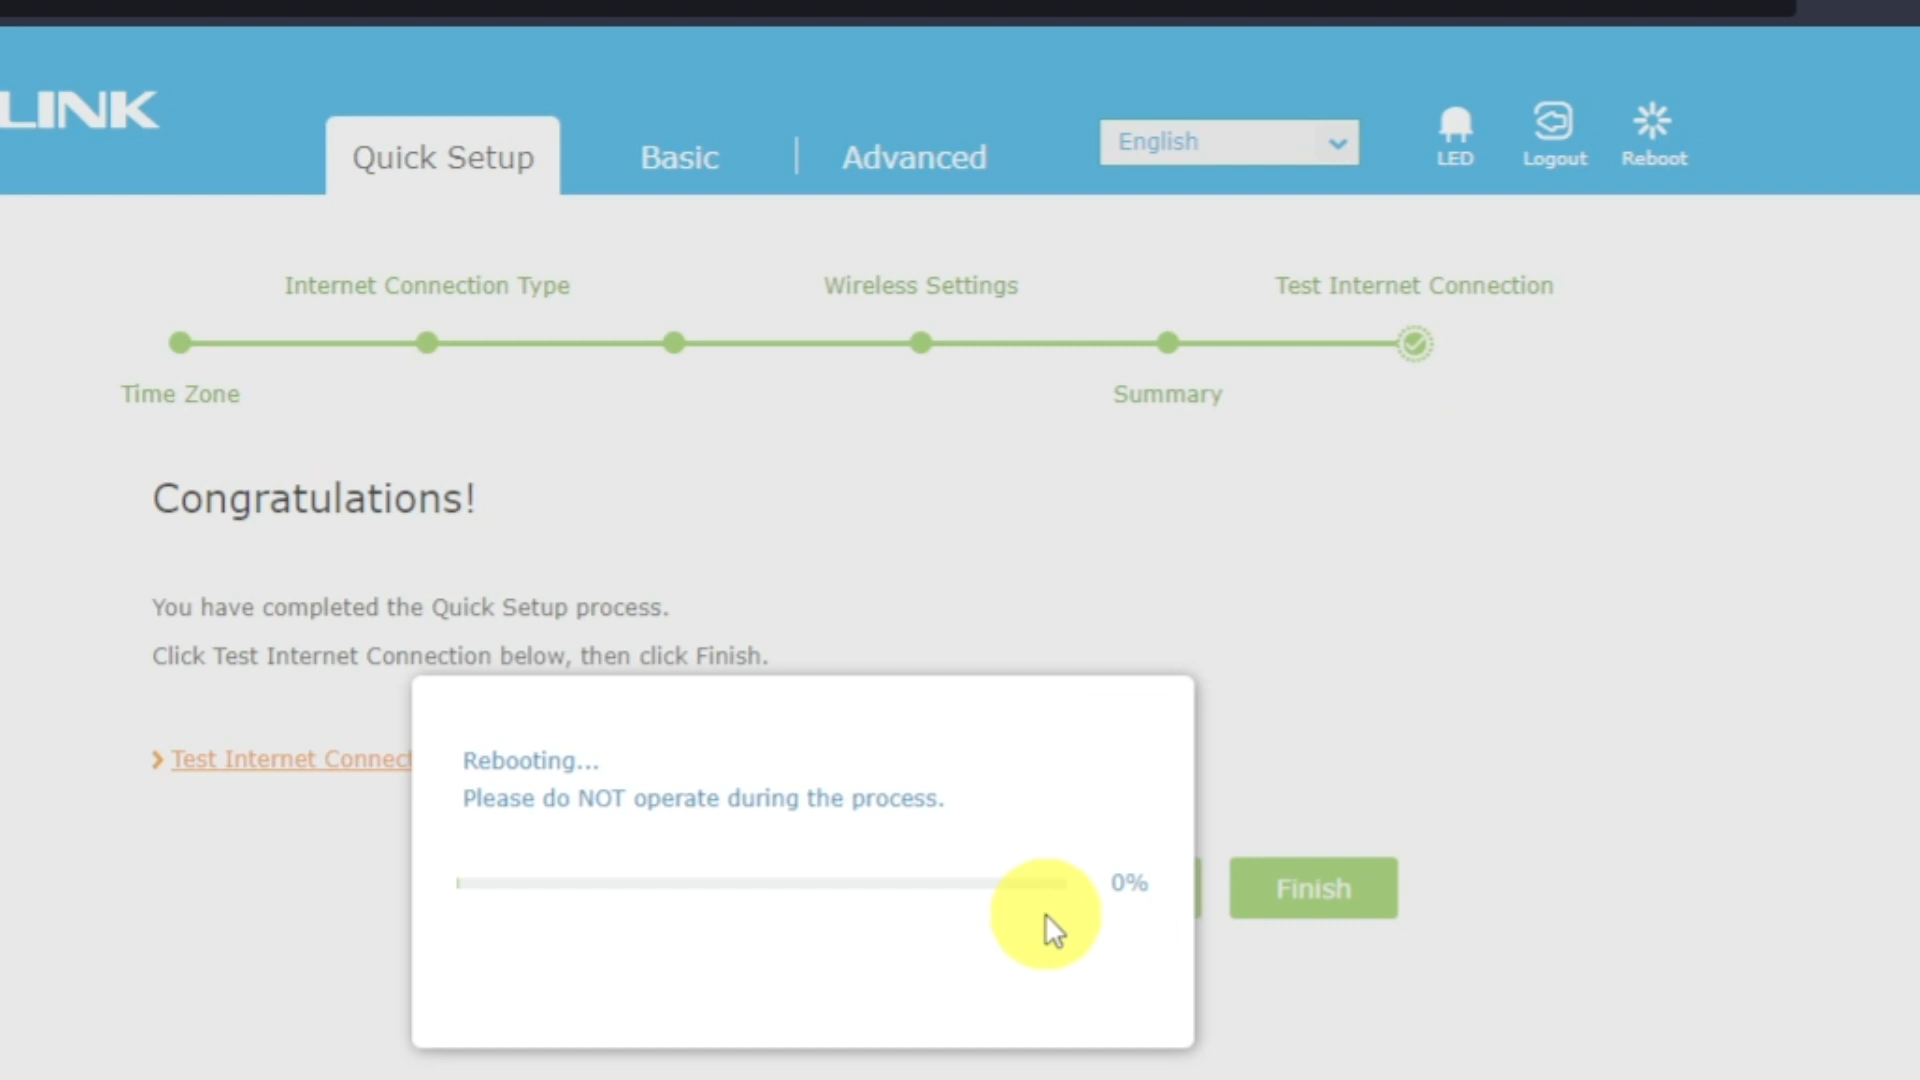 LINK
Quick Setup
Basic
Advanced
English
LED
Logout
Reboot
Internet Connection Type
Wireless Settings
Test Internet Connection
Time Zone
Summary
Congratulations!
You have completed the Quick Setup process.
Click Test Internet Connection below, then click Finish.
Test Internet Connect
Rebooting...
Please do NOT operate during the process.
0%
Finish